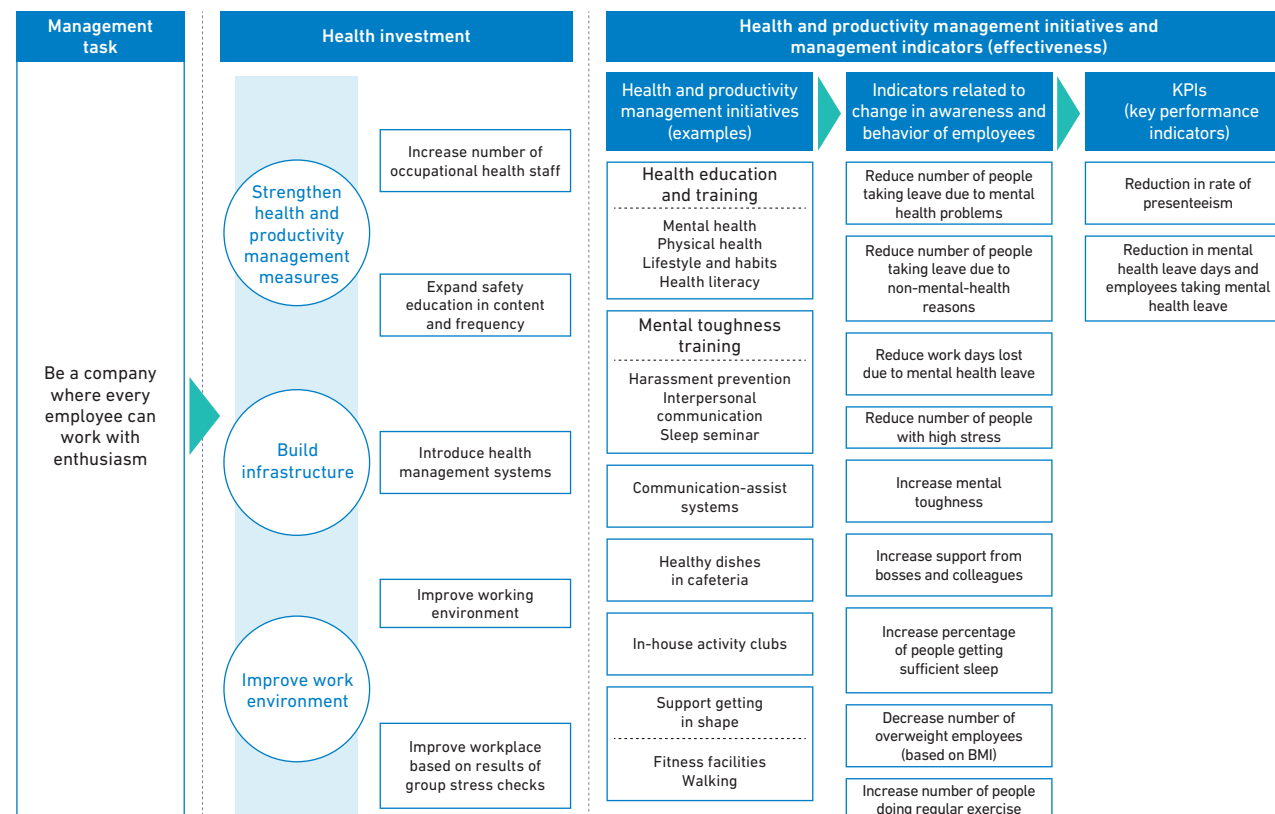 Management
task
Be a company
where every
employee can
work with
enthusiasm
Health investment
Strengthen
health and
productivity
management
measures
Increase number of
occupational health staff
Expand safety
education in content
and frequency
Build
infrastructure
Introduce health
management systems
Improve work
environment
Improve working
environment
Improve workplace
based on results of
group stress checks
Health and productivity management initiatives and
management indicators (effectiveness)
Health and productivity
management initiatives
(examples)
Health education
and training
Mental health
Physical health
Lifestyle and habits
Health literacy
Mental toughness
training
Harassment prevention
Interpersonal
communication
Sleep seminar
Communication-assist
systems
Healthy dishes
in cafeteria
In-house activity clubs
Support getting
in shape
Fitness facilities
Walking
Indicators related to
change in awareness and
behavior of employees
Reduce number of people
taking leave due to mental
health problems
Reduce number of people
taking leave due to
non-mental-health
reasons
Reduce work days lost
due to mental health leave
Reduce number of people
with high stress
Increase mental
toughness
Increase support from
bosses and colleagues
Increase percentage
of people getting
sufficient sleep
Decrease number of
overweight employees
(based on BMI)
Increase number of people
doing regular exercise
KPIs
(key performance
indicators)
Reduction in rate of
presenteeism
Reduction in mental
health leave days and
employees taking mental
health leave